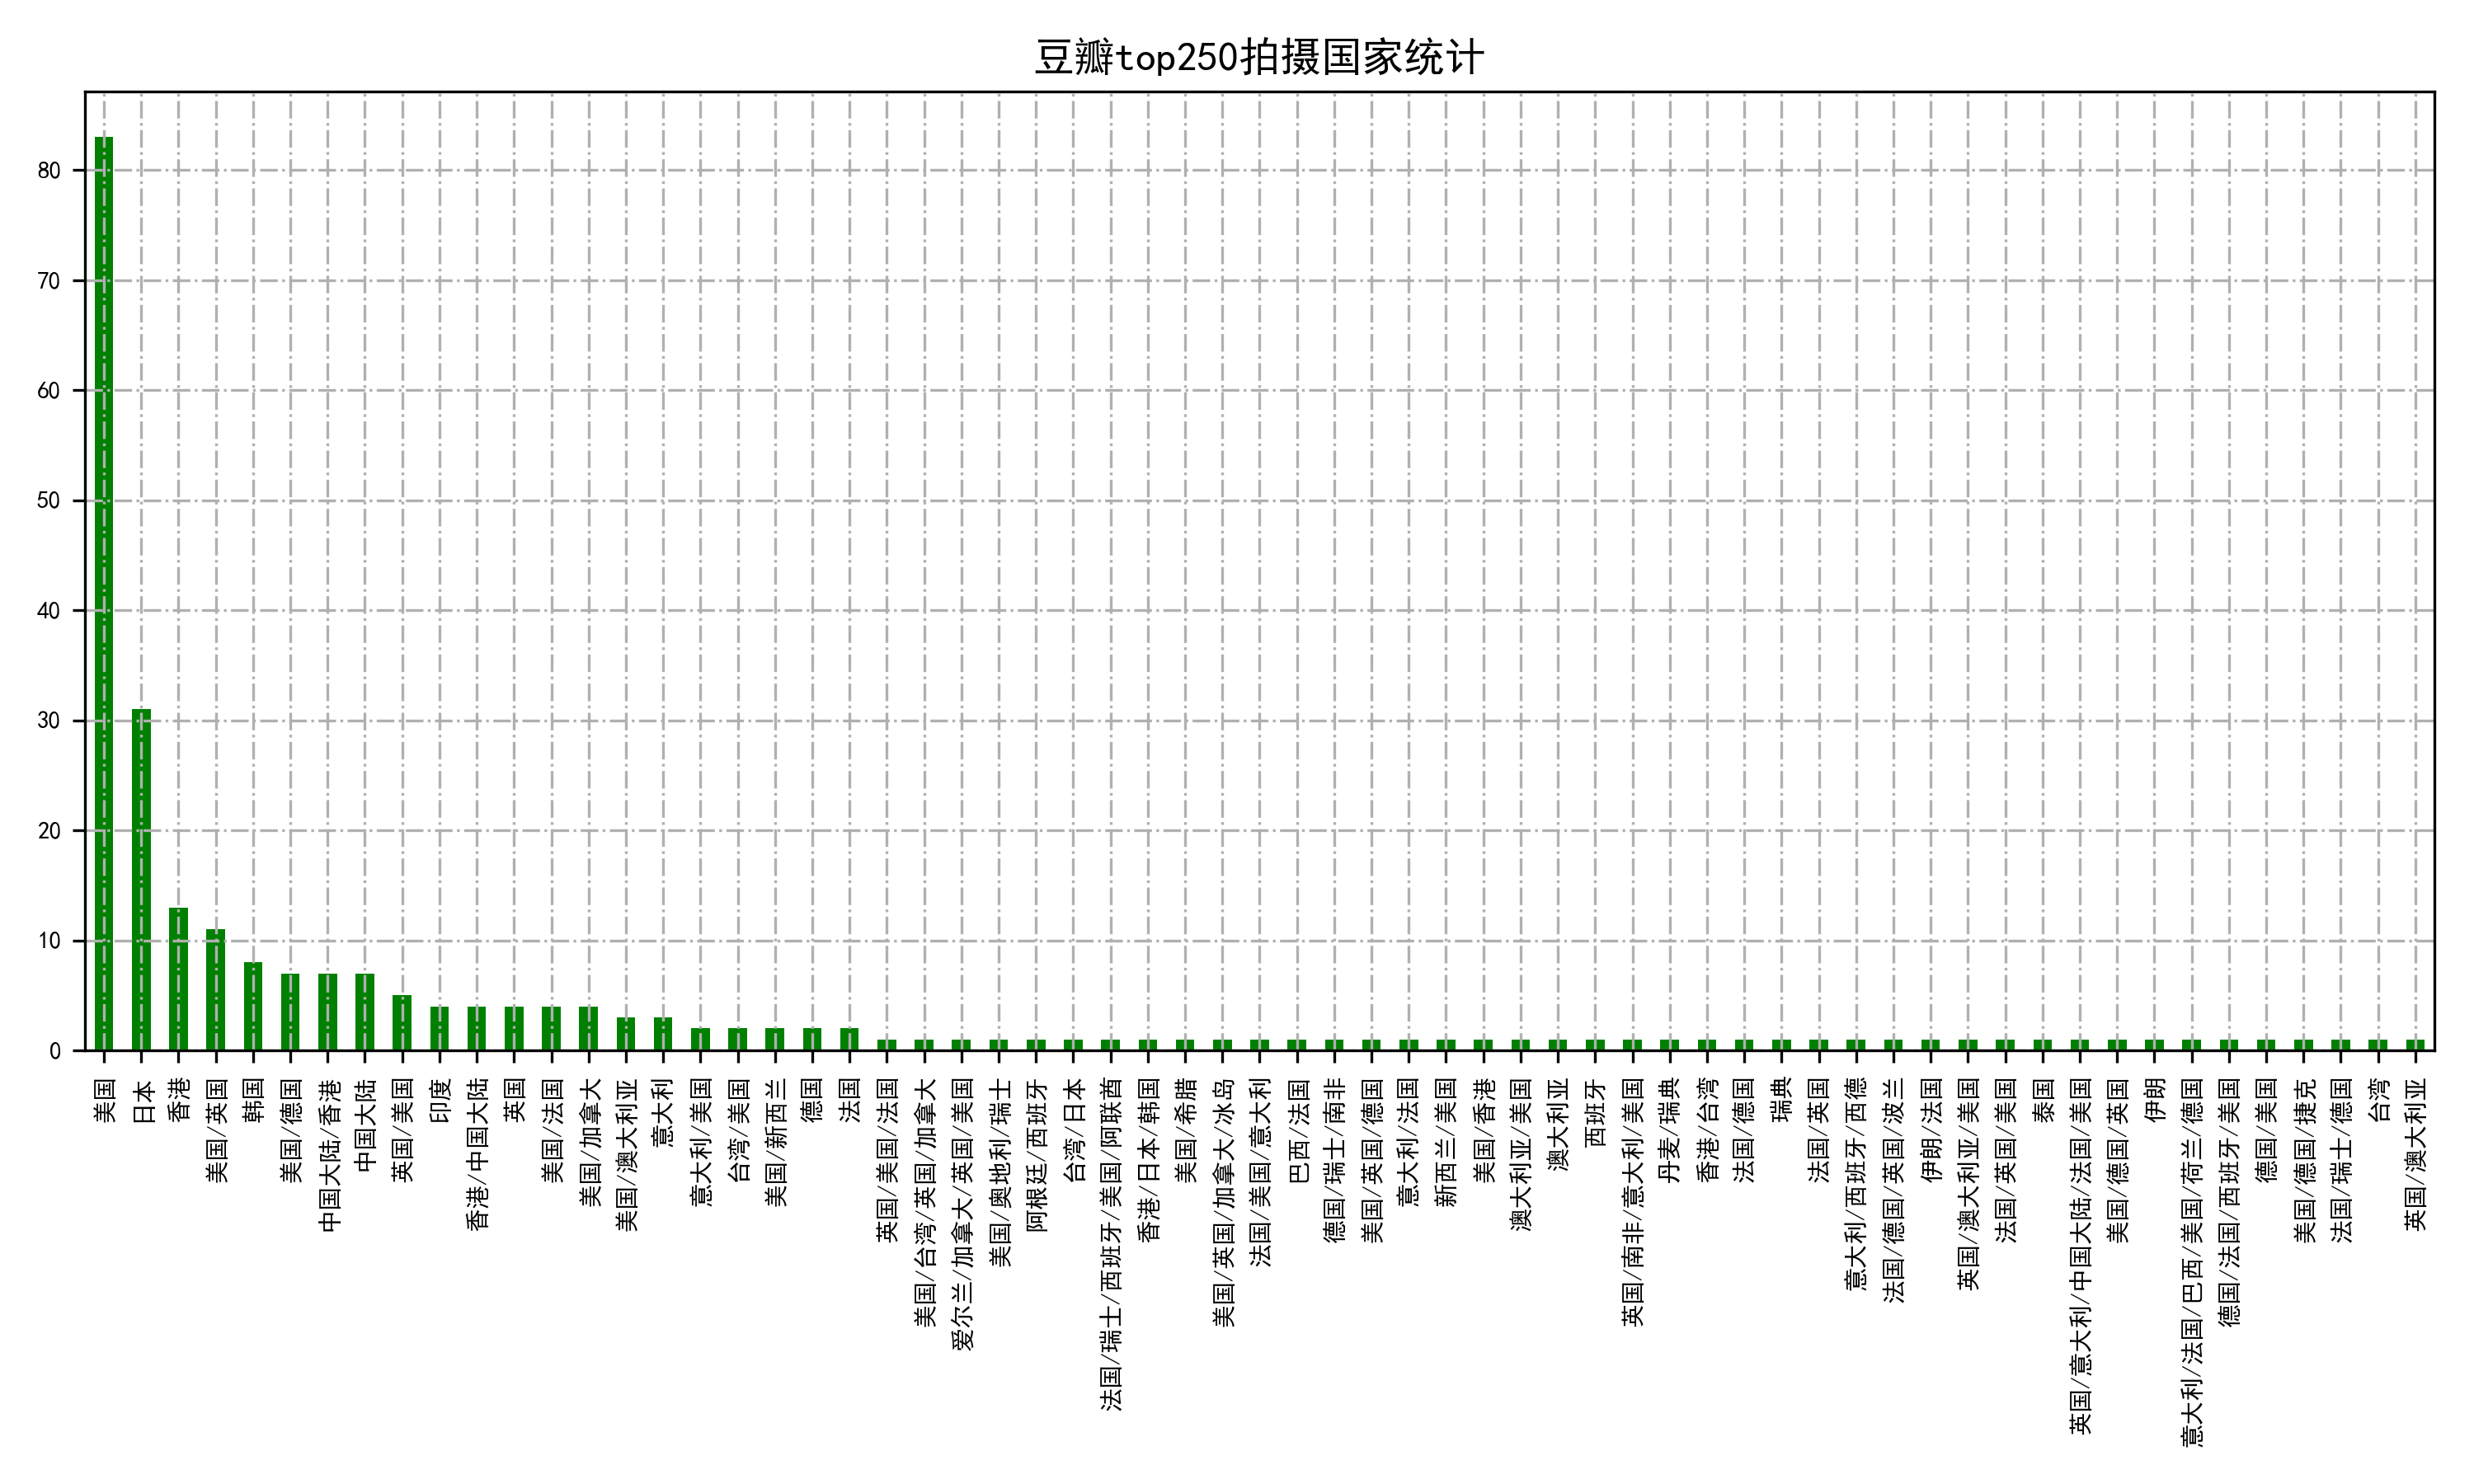 豆瓣top250拍摄国家统计
80
70
60
50
40
30
20
10
0
美国
日本
香港
美国/英国
韩国
美国/德国
中国大陆/香港
中国大陆
英国/美国
印度
香港/中国大陆
英国
美国/法国
美国/加拿大
美国/澳大利亚
意大利
意大利/美国
台湾/美国
美国/新西兰
德国
法国
英国/美国/法国
美国/台湾/英国/加拿大
爱尔兰/加拿大/英国/美国
美国/奥地利/瑞士
阿根廷/西班牙
台湾/日本
法国/瑞士/西班牙/美国/阿联酋
香港/日本/韩国
美国/希腊
美国/英国/加拿大/冰岛
法国/美国/意大利
巴西/法国
德国/瑞士/南非
美国/英国/德国
意大利/法国
新西兰/美国
美国/香港
澳大利亚/美国
澳大利亚
西班牙
英国/南非/意大利/美国
丹麦/瑞典
香港/台湾
法国/德国
瑞典
法国/英国
意大利/西班牙/西德
法国/德国/英国/波兰
伊朗/法国
英国/澳大利亚/美国
法国/英国/美国
泰国
英国/意大利/中国大陆/法国/美国
美国/德国/英国
伊朗
意大利/法国/巴西/美国/荷兰/德国
德国/法国/西班牙/美国
德国/美国
美国/德国/捷克
法国/瑞士/德国
台湾
英国/澳大利亚